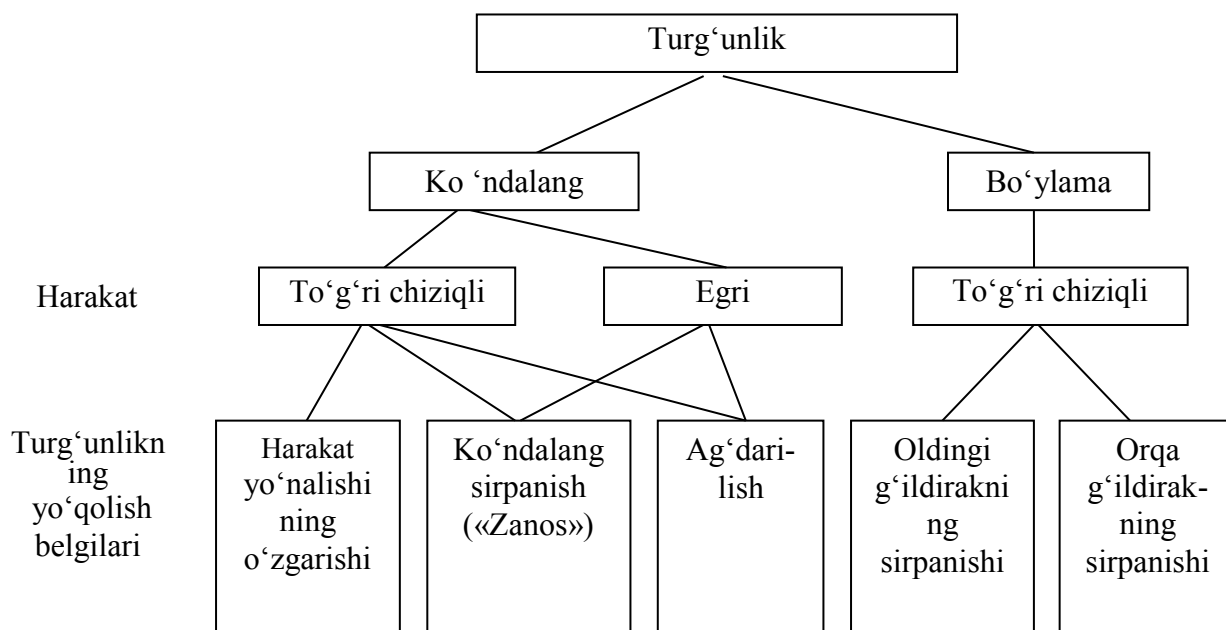 Turg‘unlik
Ko ‘ndalang
Bo‘ylama
Harakat
To‘g‘ri chiziqli
Egri
To‘g‘ri chiziqli
Turg‘unlikn
ing
yo‘qolish
belgilari
Harakat
yo‘nalishi
ning
o‘zgarishi
Ko‘ndalang
sirpanish
(«Zanos»)
Ag‘dari-
lish
Oldingi
g‘ildirakni
ng
sirpanishi
Orqa
g‘ildirak-
ning
sirpanishi